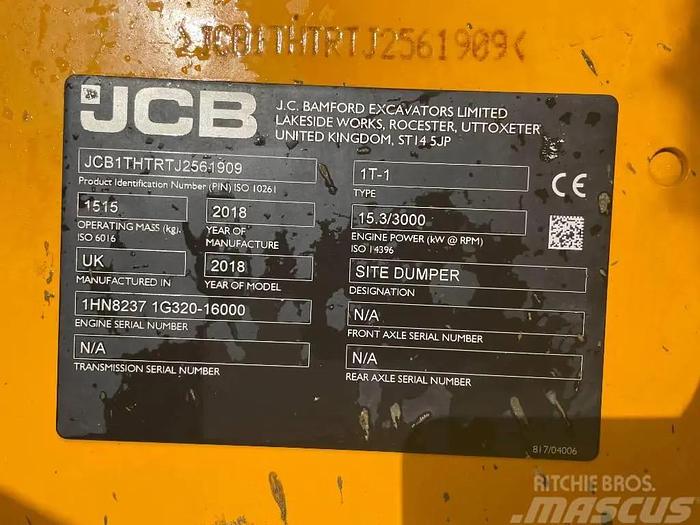 >JCB1THTRTJ2561909<
JCB
J.C. BAMFORD EXCAVATORS LIMITED
LAKESIDE WORKS, ROCESTER, UTTOXETER
UNITED KINGDOM, ST14 5JP
JCB1THTRTJ2561909
Product Identification Number (PIN) ISO 10261
1T-1
TYPE
CE
1515
OPERATING MASS (kg).
ISO 6016
2018
YEAR OF
MANUFACTURE
15.3/3000
ENGINE POWER (kW @ RPM)
ISO 14396
UK
MANUFACTURED IN
2018
YEAR OF MODEL
SITE DUMPER
DESIGNATION
1HN8237 1G320-16000
ENGINE SERIAL NUMBER
N/A
FRONT AXLE SERIAL NUMBER
N/A
TRANSMISSION SERIAL NUMBER
N/A
REAR AXLE SERIAL NUMBER
817/04006
RITCHIE BROS.
MASCUS